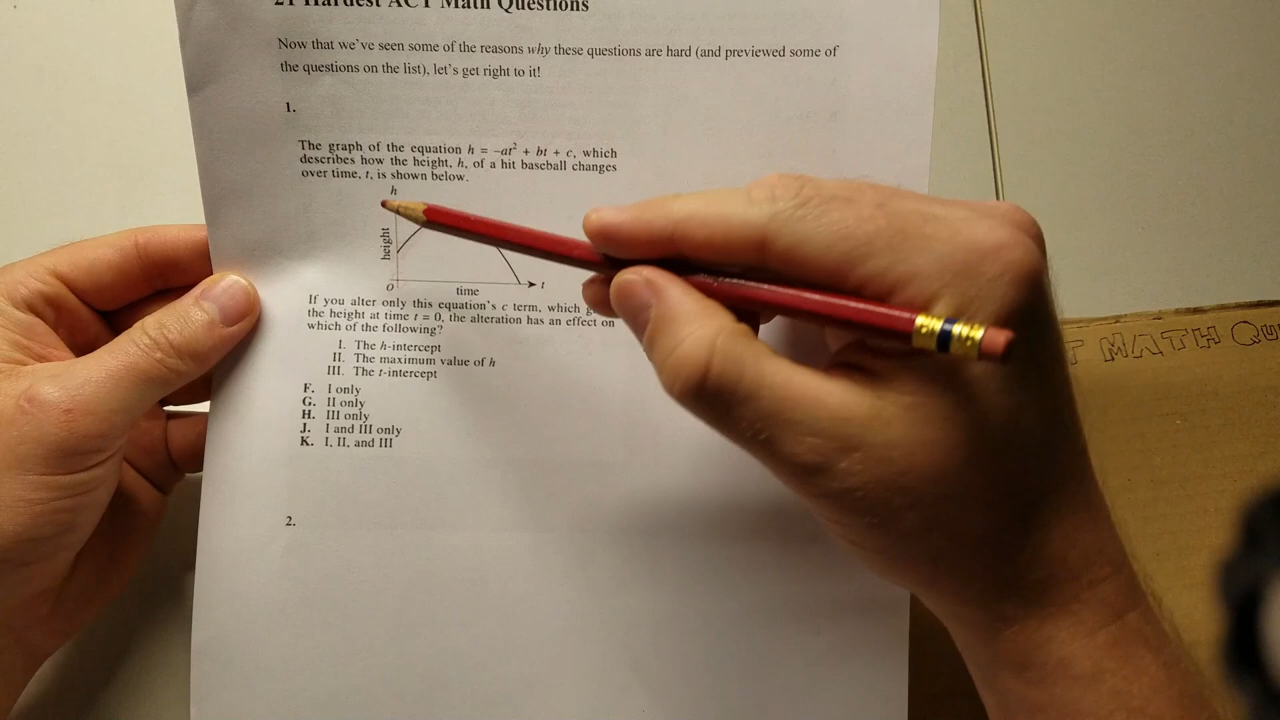 21 Hardest ACT Math Questions
Now that we've seen some of the reasons why these questions are hard (and previewed some of
the questions on the list), let's get right to it!
1.
The graph of the equation h = –at² + bt + c, which
describes how the height, h, of a hit baseball changes
over time, t, is shown below.
h
height
O
time
t
If you alter only this equation's c term, which
the height at time t = 0, the alteration has an effect on
which of the following?
I. The h-intercept
II. The maximum value of h
III. The t-intercept
F. I only
G. II only
H. III only
J. I and III only
K. I, II, and III
2.
MATH